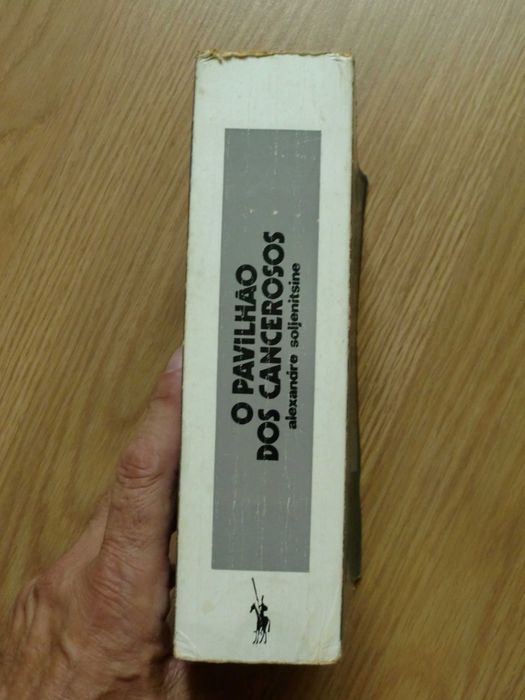 O PAVILHÃO
DOS CANCEROSOS
alexandre soljenitsine